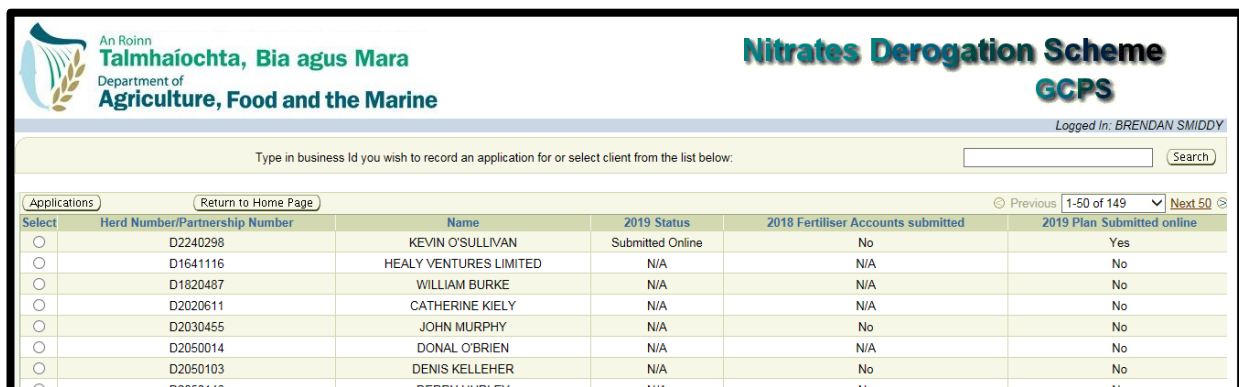 An Roinn
Talmhaíochta, Bia agus Mara
Department of
Agriculture, Food and the Marine
Nitrates Derogation Scheme
GCPS
Logged In: BRENDAN SMIDDY
Type in business Id you wish to record an application for or select client from the list below: Search
Applications Return to Home Page Previous 1-50 of 149 Next 50
Select Herd Number/Partnership Number Name 2019 Status 2018 Fertiliser Accounts submitted 2019 Plan Submitted online
D2240298 KEVIN O'SULLIVAN Submitted Online No Yes
D1641116 HEALY VENTURES LIMITED N/A N/A No
D1820487 WILLIAM BURKE N/A N/A No
D2020611 CATHERINE KIELY N/A N/A No
D2030455 JOHN MURPHY N/A No No
D2050014 DONAL O'BRIEN N/A N/A No
D2050103 DENIS KELLEHER N/A No No